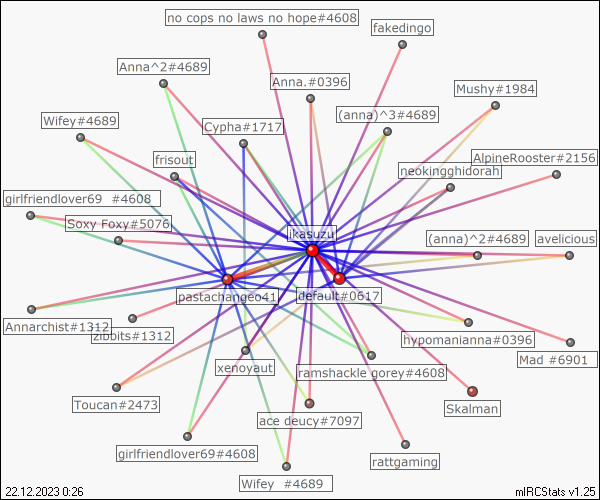 no cops no laws no hope#4608
fakedingo
Anna^2#4689
Anna.#0396
Mushy#1984
(anna)^3#4689
Wifey#4689
Cypha#1717
frisout
AlpineRooster#2156
neokingghidorah
girlfriendlover69 #4608
Soxy Foxy#5076
jkasuzu
(anna)^2#4689
avelicious
pastachangeo41
default#0617
Annarchist#1312
zibbits#1312
hypomanianna#0396
Mad #6901
xenoyaut
ramshackle gorey#4608
Toucan#2473
ace deucy#7097
Skalman
girlfriendlover69#4608
rattgaming
Wifey #4689
22.12.2023 0:26
mIRCStats v1.25